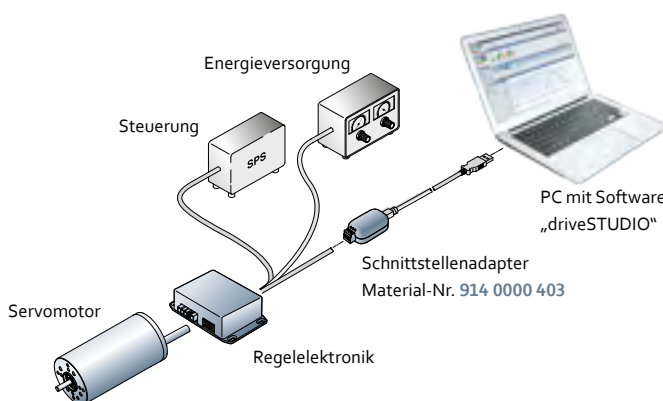 Energieversorgung
Steuerung
SPS
PC mit Software
„driveSTUDIO“
Schnittstellenadapter
Material-Nr. 914 0000 403
Servomotor
Regelelektronik